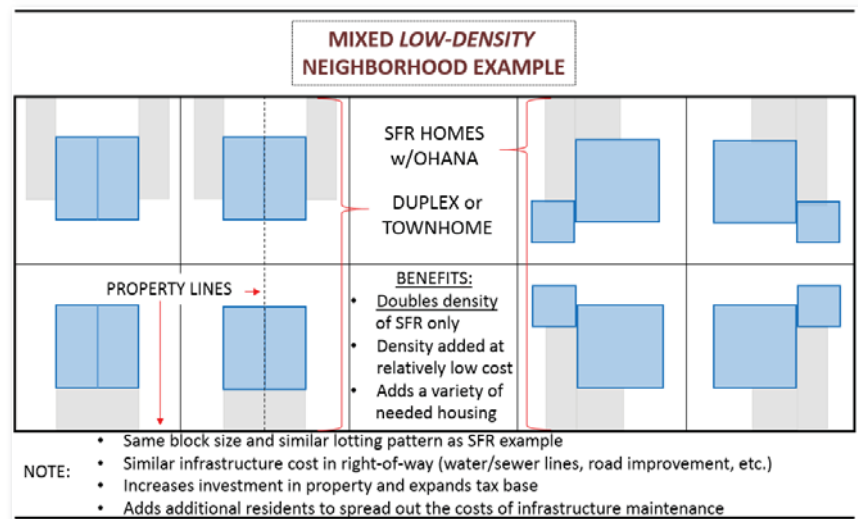 MIXED LOW-DENSITY
NEIGHBORHOOD EXAMPLE
SFR HOMES
w/OHANA
DUPLEX or
TOWNHOME
PROPERTY LINES
BENEFITS:
• Doubles density
of SFR only
• Density added at
relatively low cost
• Adds a variety of
needed housing
NOTE:
• Same block size and similar lotting pattern as SFR example
• Similar infrastructure cost in right-of-way (water/sewer lines, road improvement, etc.)
• Increases investment in property and expands tax base
• Adds additional residents to spread out the costs of infrastructure maintenance